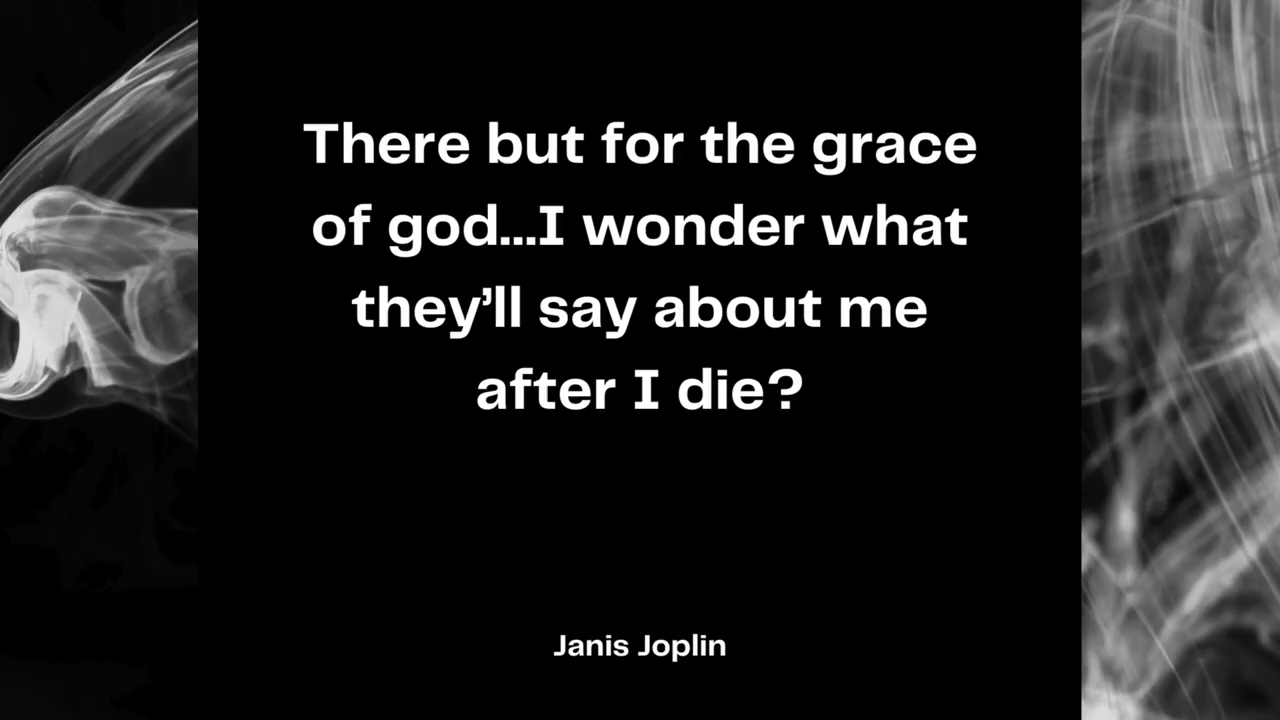 There but for the grace
of god...I wonder what
they’ll say about me
after I die?
Janis Joplin